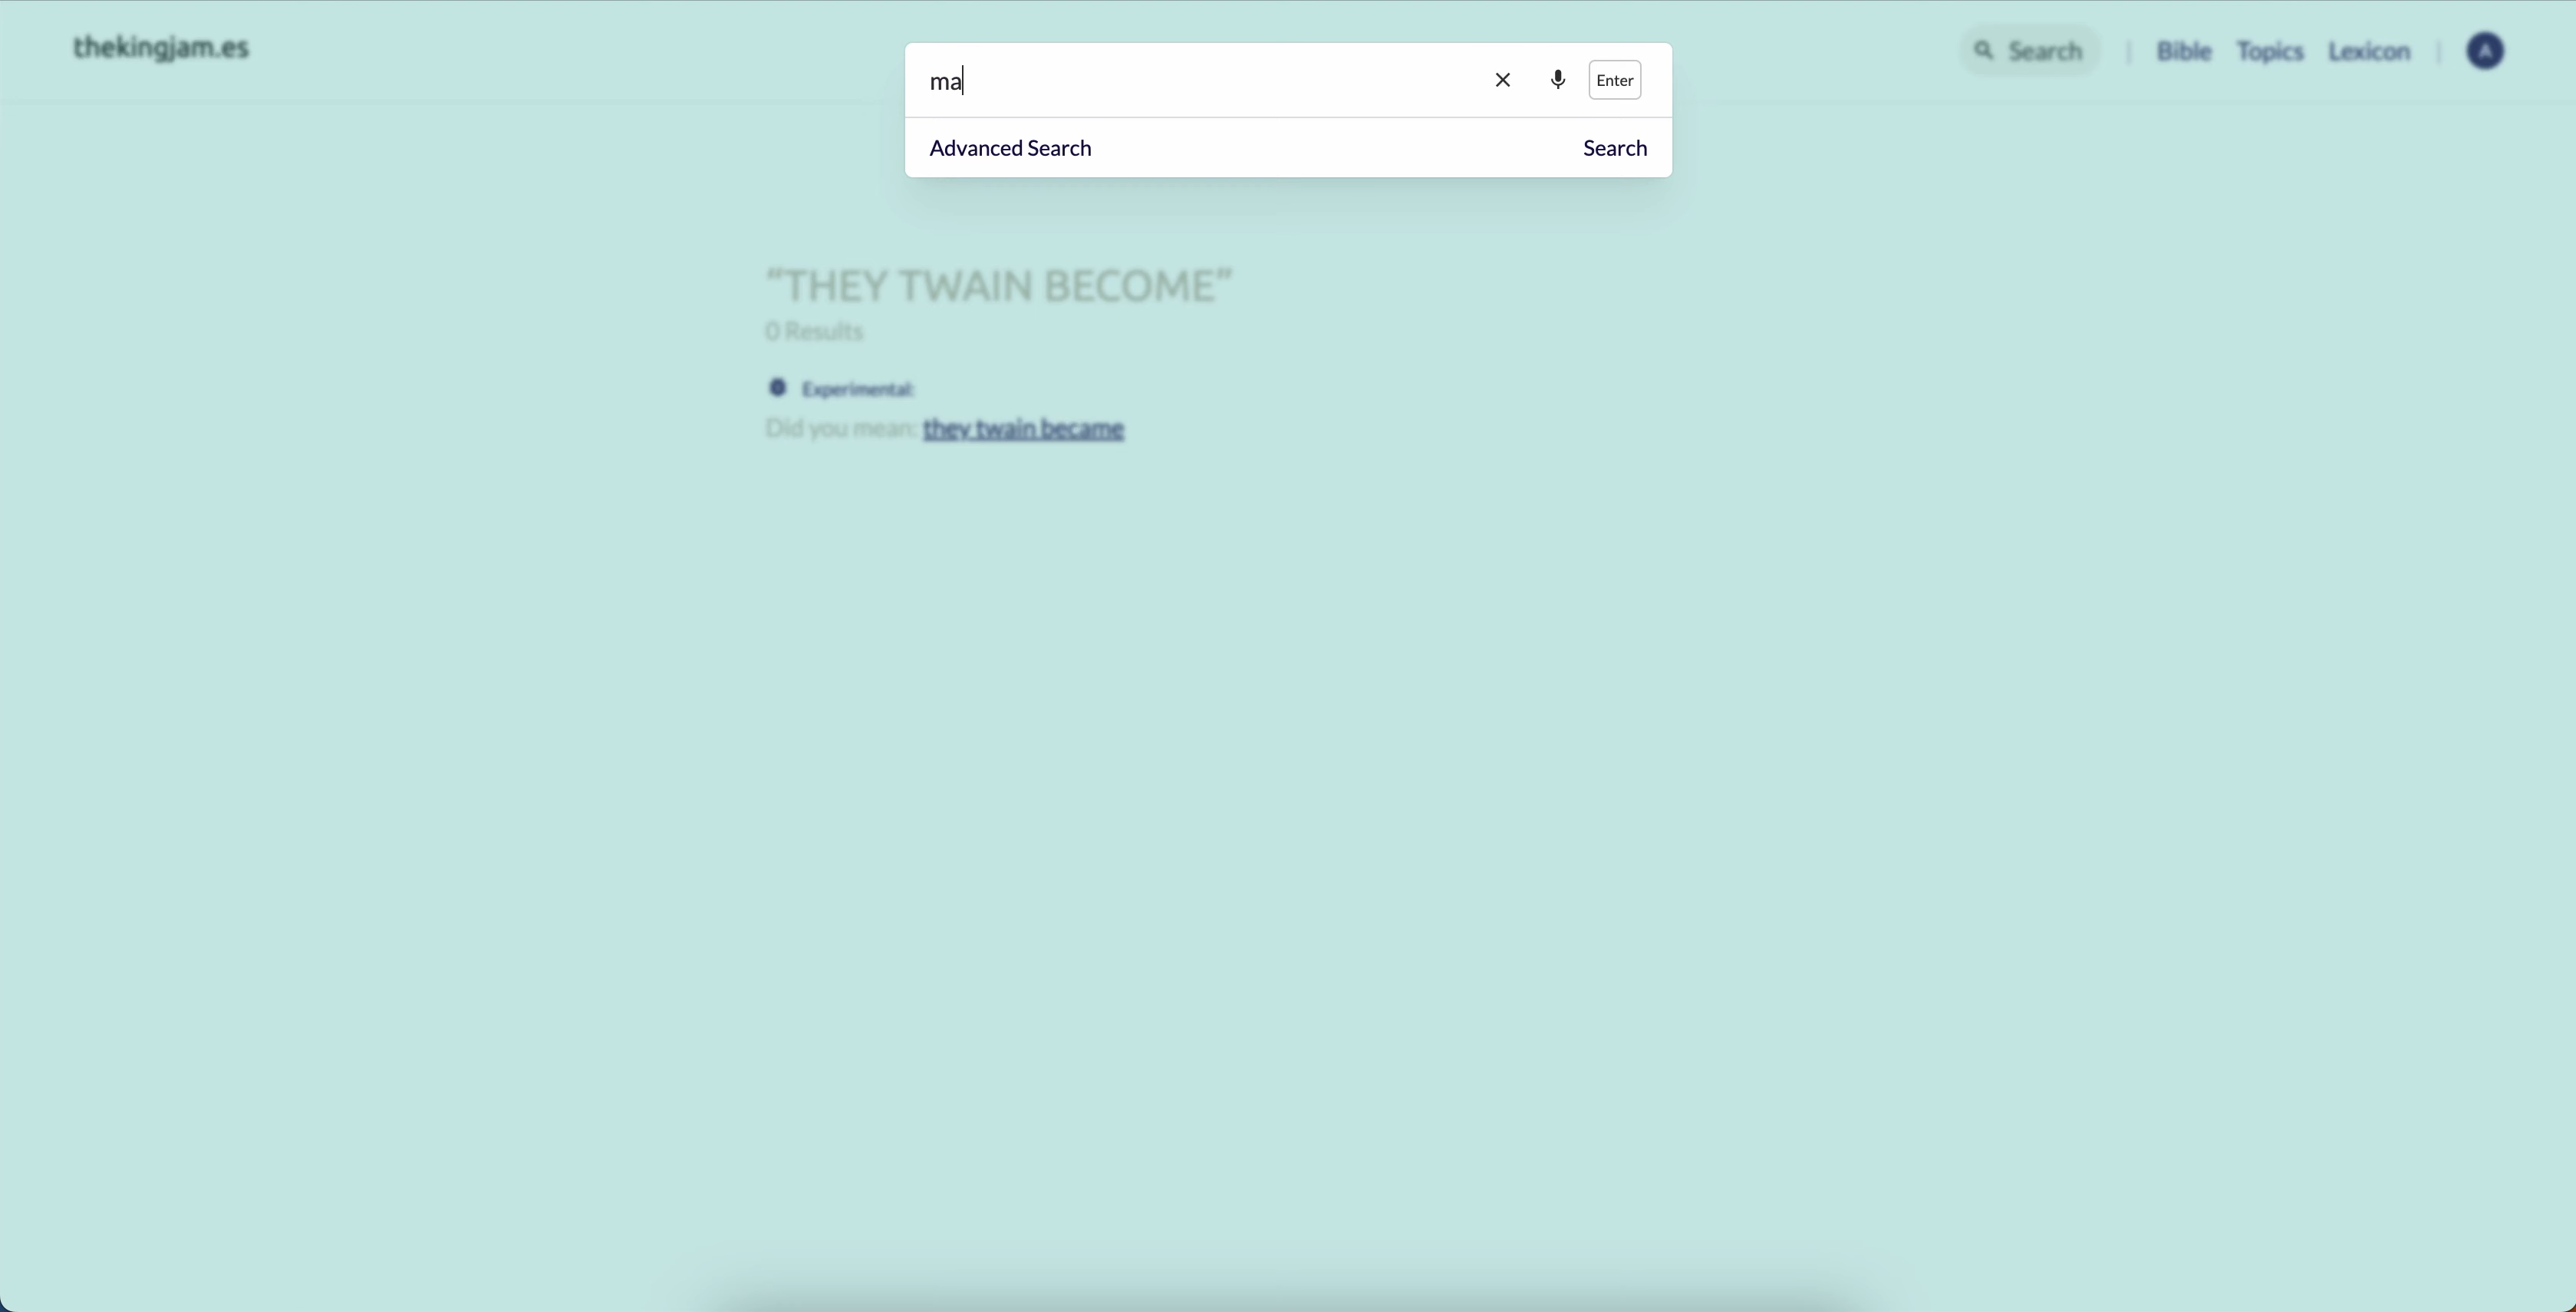 thekingjam.es
Search | Bible Topics Lexicon | A
ma
Enter
Advanced Search
Search
“THEY TWAIN BECOME”
0 Results
Experimental:
Did you mean: they twain became